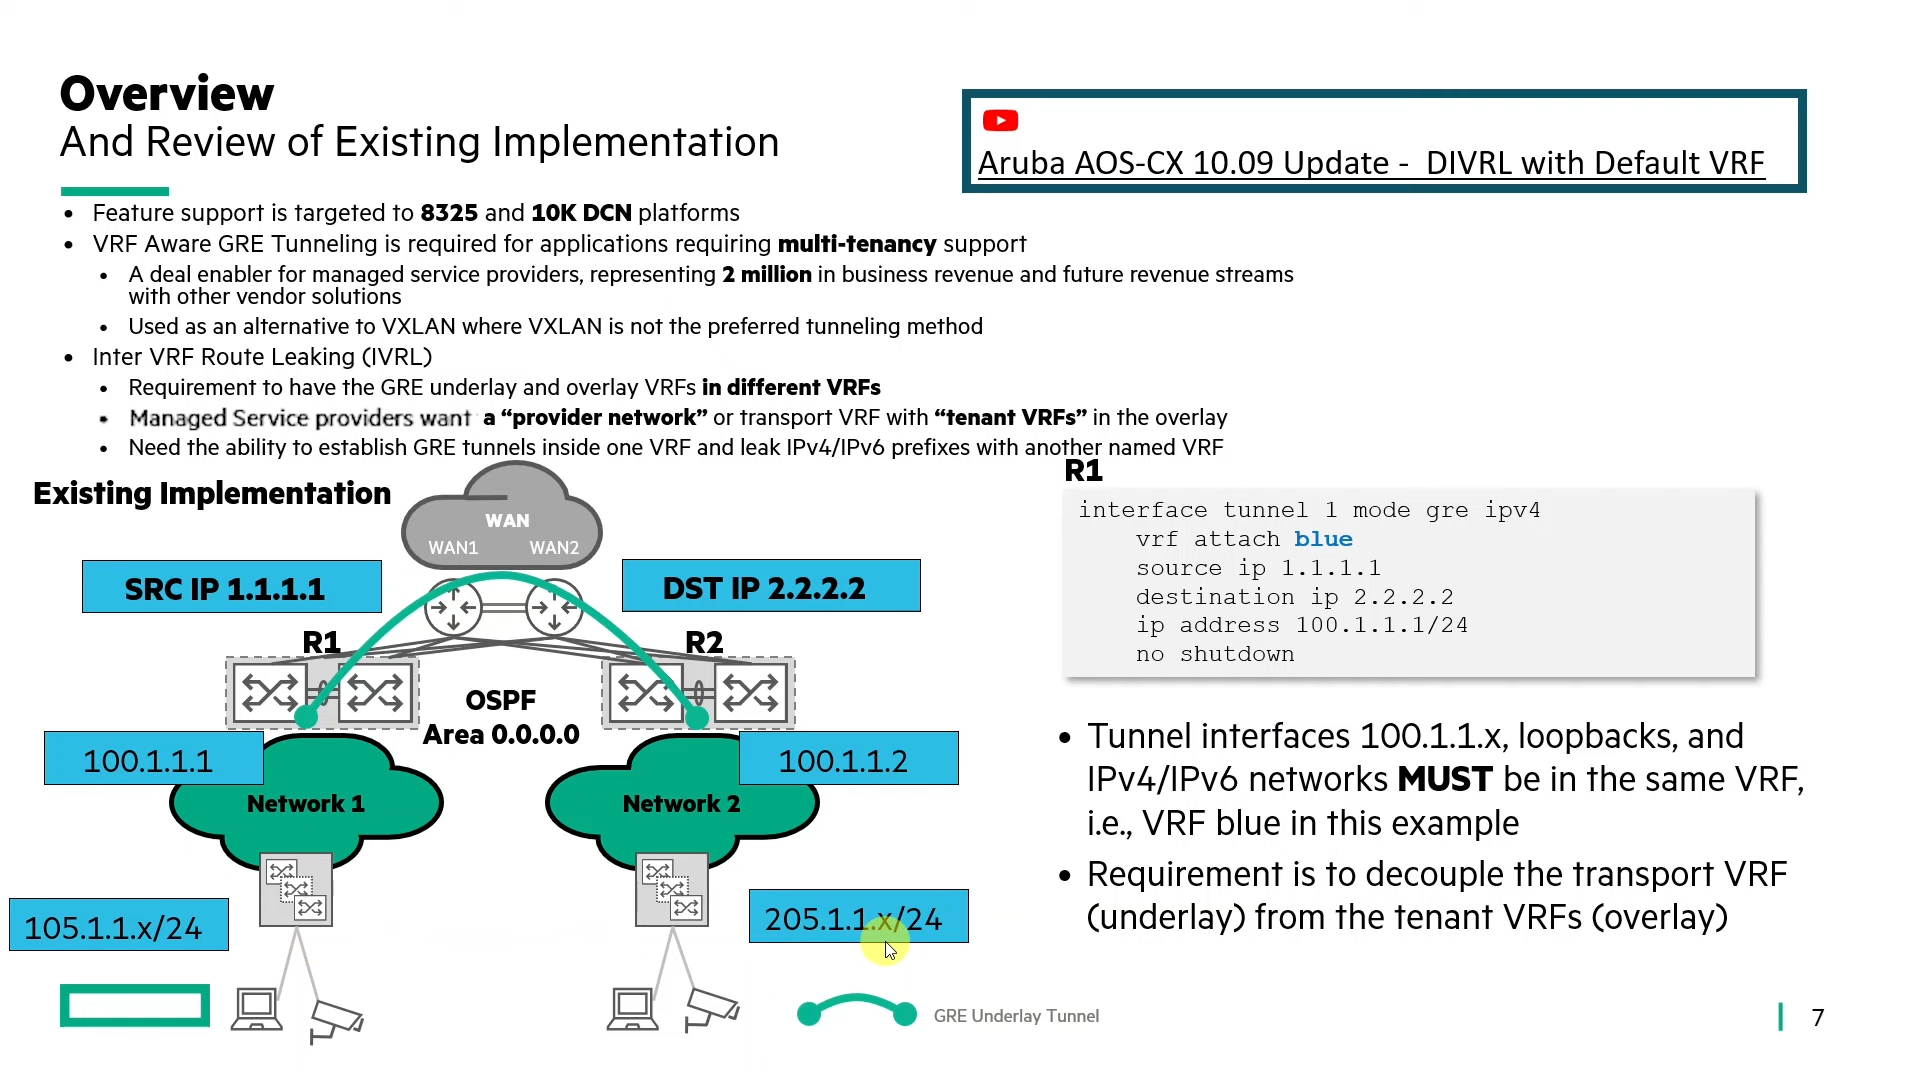 Overview
And Review of Existing Implementation
Aruba AOS-CX 10.09 Update -  DIVRL with Default VRF
• Feature support is targeted to 8325 and 10K DCN platforms
• VRF Aware GRE Tunneling is required for applications requiring multi-tenancy support
• A deal enabler for managed service providers, representing 2 million in business revenue and future revenue streams
with other vendor solutions
• Used as an alternative to VXLAN where VXLAN is not the preferred tunneling method
• Inter VRF Route Leaking (IVRL)
• Requirement to have the GRE underlay and overlay VRFs in different VRFs
• Managed Service providers want a “provider network” or transport VRF with “tenant VRFs” in the overlay
• Need the ability to establish GRE tunnels inside one VRF and leak IPv4/IPv6 prefixes with another named VRF
Existing Implementation
WAN
WAN1 WAN2
SRC IP 1.1.1.1
DST IP 2.2.2.2
R1
R2
OSPF
Area 0.0.0.0
100.1.1.1
100.1.1.2
Network 1
Network 2
105.1.1.x/24
205.1.1.x/24
GRE Underlay Tunnel
R1
interface tunnel 1 mode gre ipv4
    vrf attach blue
    source ip 1.1.1.1
    destination ip 2.2.2.2
    ip address 100.1.1.1/24
    no shutdown
• Tunnel interfaces 100.1.1.x, loopbacks, and
IPv4/IPv6 networks MUST be in the same VRF,
i.e., VRF blue in this example
• Requirement is to decouple the transport VRF
(underlay) from the tenant VRFs (overlay)
7